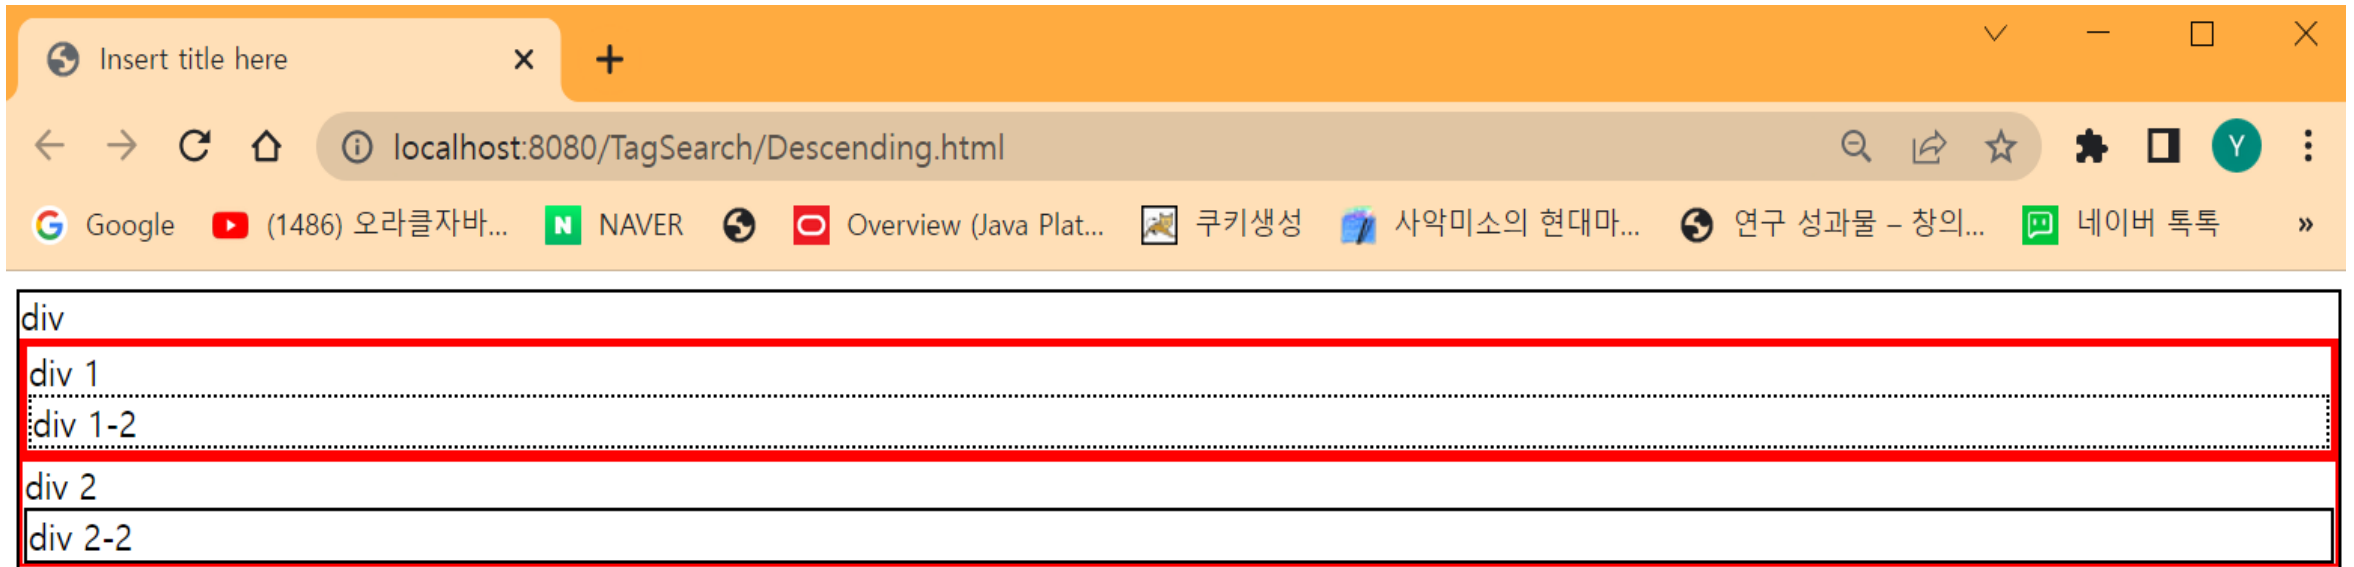 Insert title here
localhost:8080/TagSearch/Descending.html
Y
Google (1486) 오라클자바... N NAVER Overview (Java Plat... 쿠키생성 사악미소의 현대마... 연구 성과물 – 창의... 네이버 톡톡 »
div
div 1
div 1-2
div 2
div 2-2